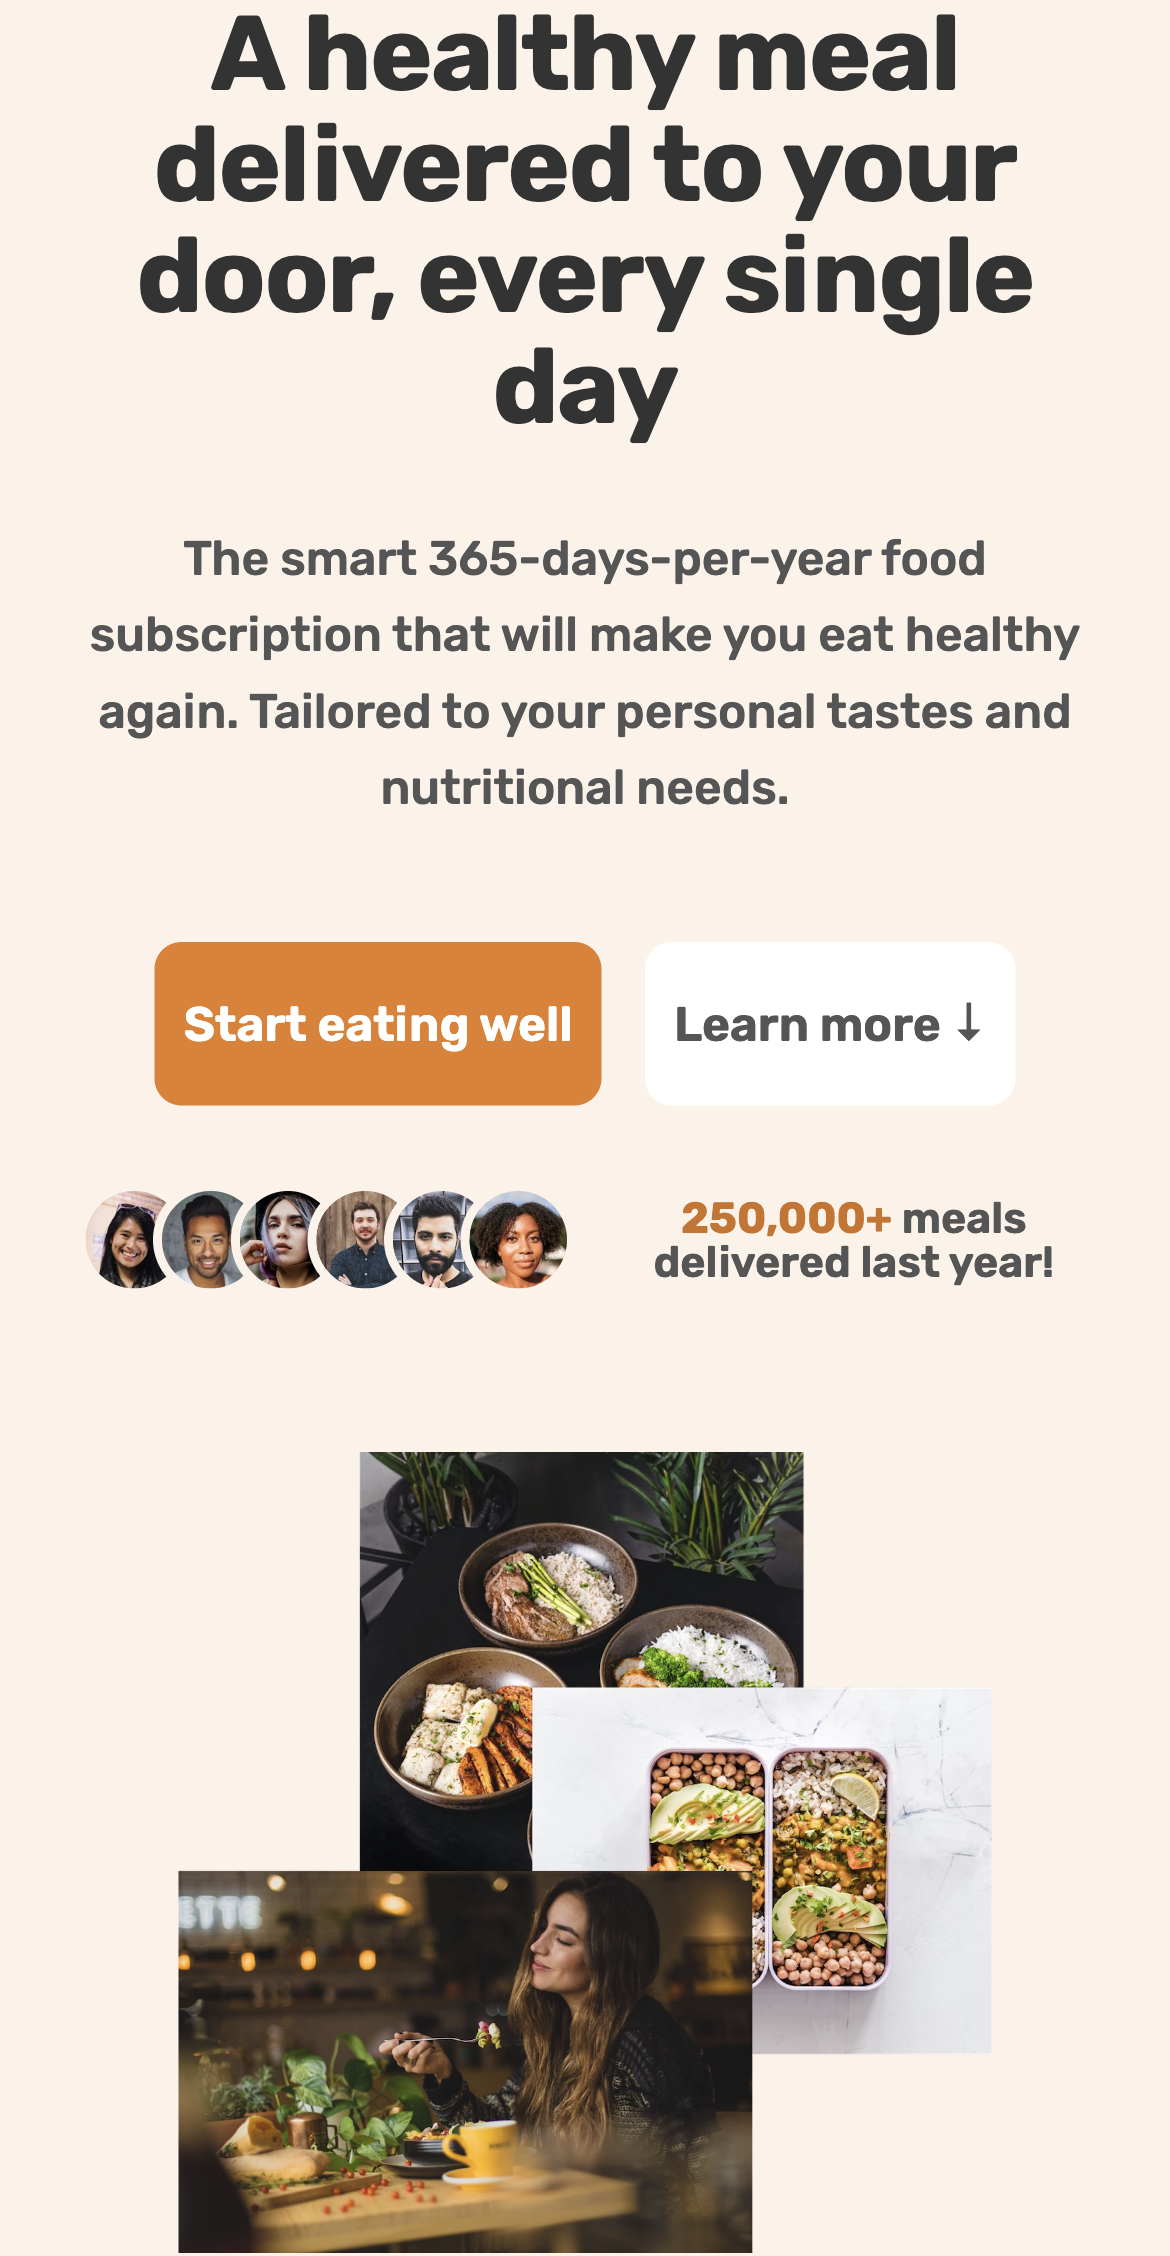 A healthy meal
delivered to your
door, every single
day
The smart 365-days-per-year food
subscription that will make you eat healthy
again. Tailored to your personal tastes and
nutritional needs.
Start eating well
Learn more ↓
250,000+ meals
delivered last year!
ETTE